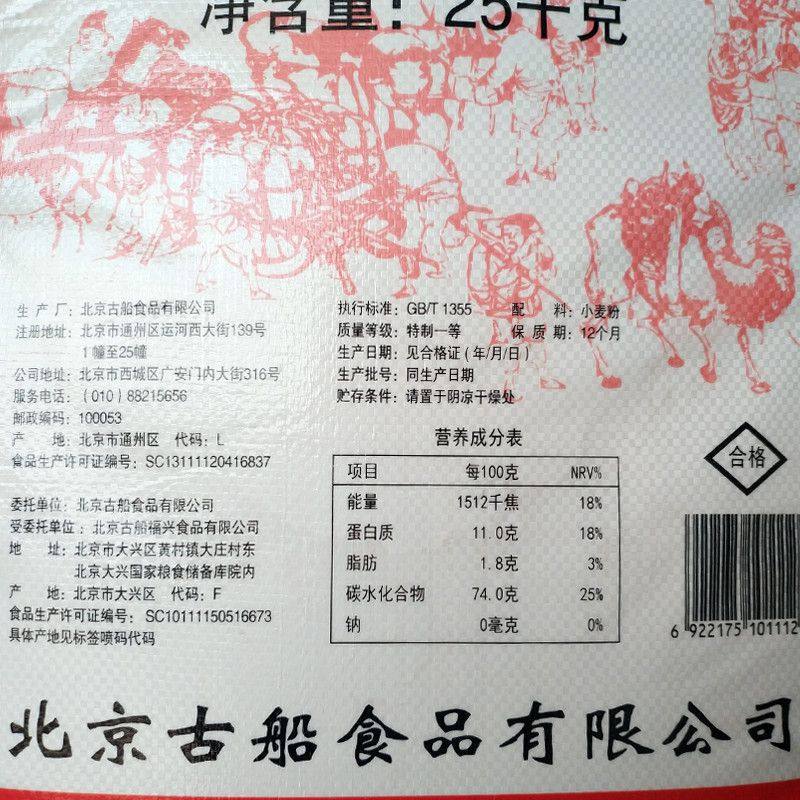 净含量：25千克
生 产 厂：北京古船食品有限公司
注册地址：北京市通州区运河西大街139号
1幢至25幢
公司地址：北京市西城区广安门内大街316号
服务电话：（010）88215656
邮政编码：100053
产 地：北京市通州区 代码：L
食品生产许可证编号：SC13111120416837
委托单位：北京古船食品有限公司
受委托单位：北京古船福兴食品有限公司
地 址：北京市大兴区黄村镇大庄村东
北京大兴国家粮食储备库院内
产 地：北京市大兴区 代码：F
食品生产许可证编号：SC10111150516673
具体产地见标签喷码代码
执行标准：GB/T 1355 配 料：小麦粉
质量等级：特制一等 保 质 期：12个月
生产日期：见合格证（年/月/日）
生产批号：同生产日期
贮存条件：请置于阴凉干燥处
营养成分表
项目 每100克 NRV%
能量 1512千焦 18%
蛋白质 11.0克 18%
脂肪 1.8克 3%
碳水化合物 74.0克 25%
钠 0毫克 0%
合格
6 922175 101112
北京古船食品有限公司